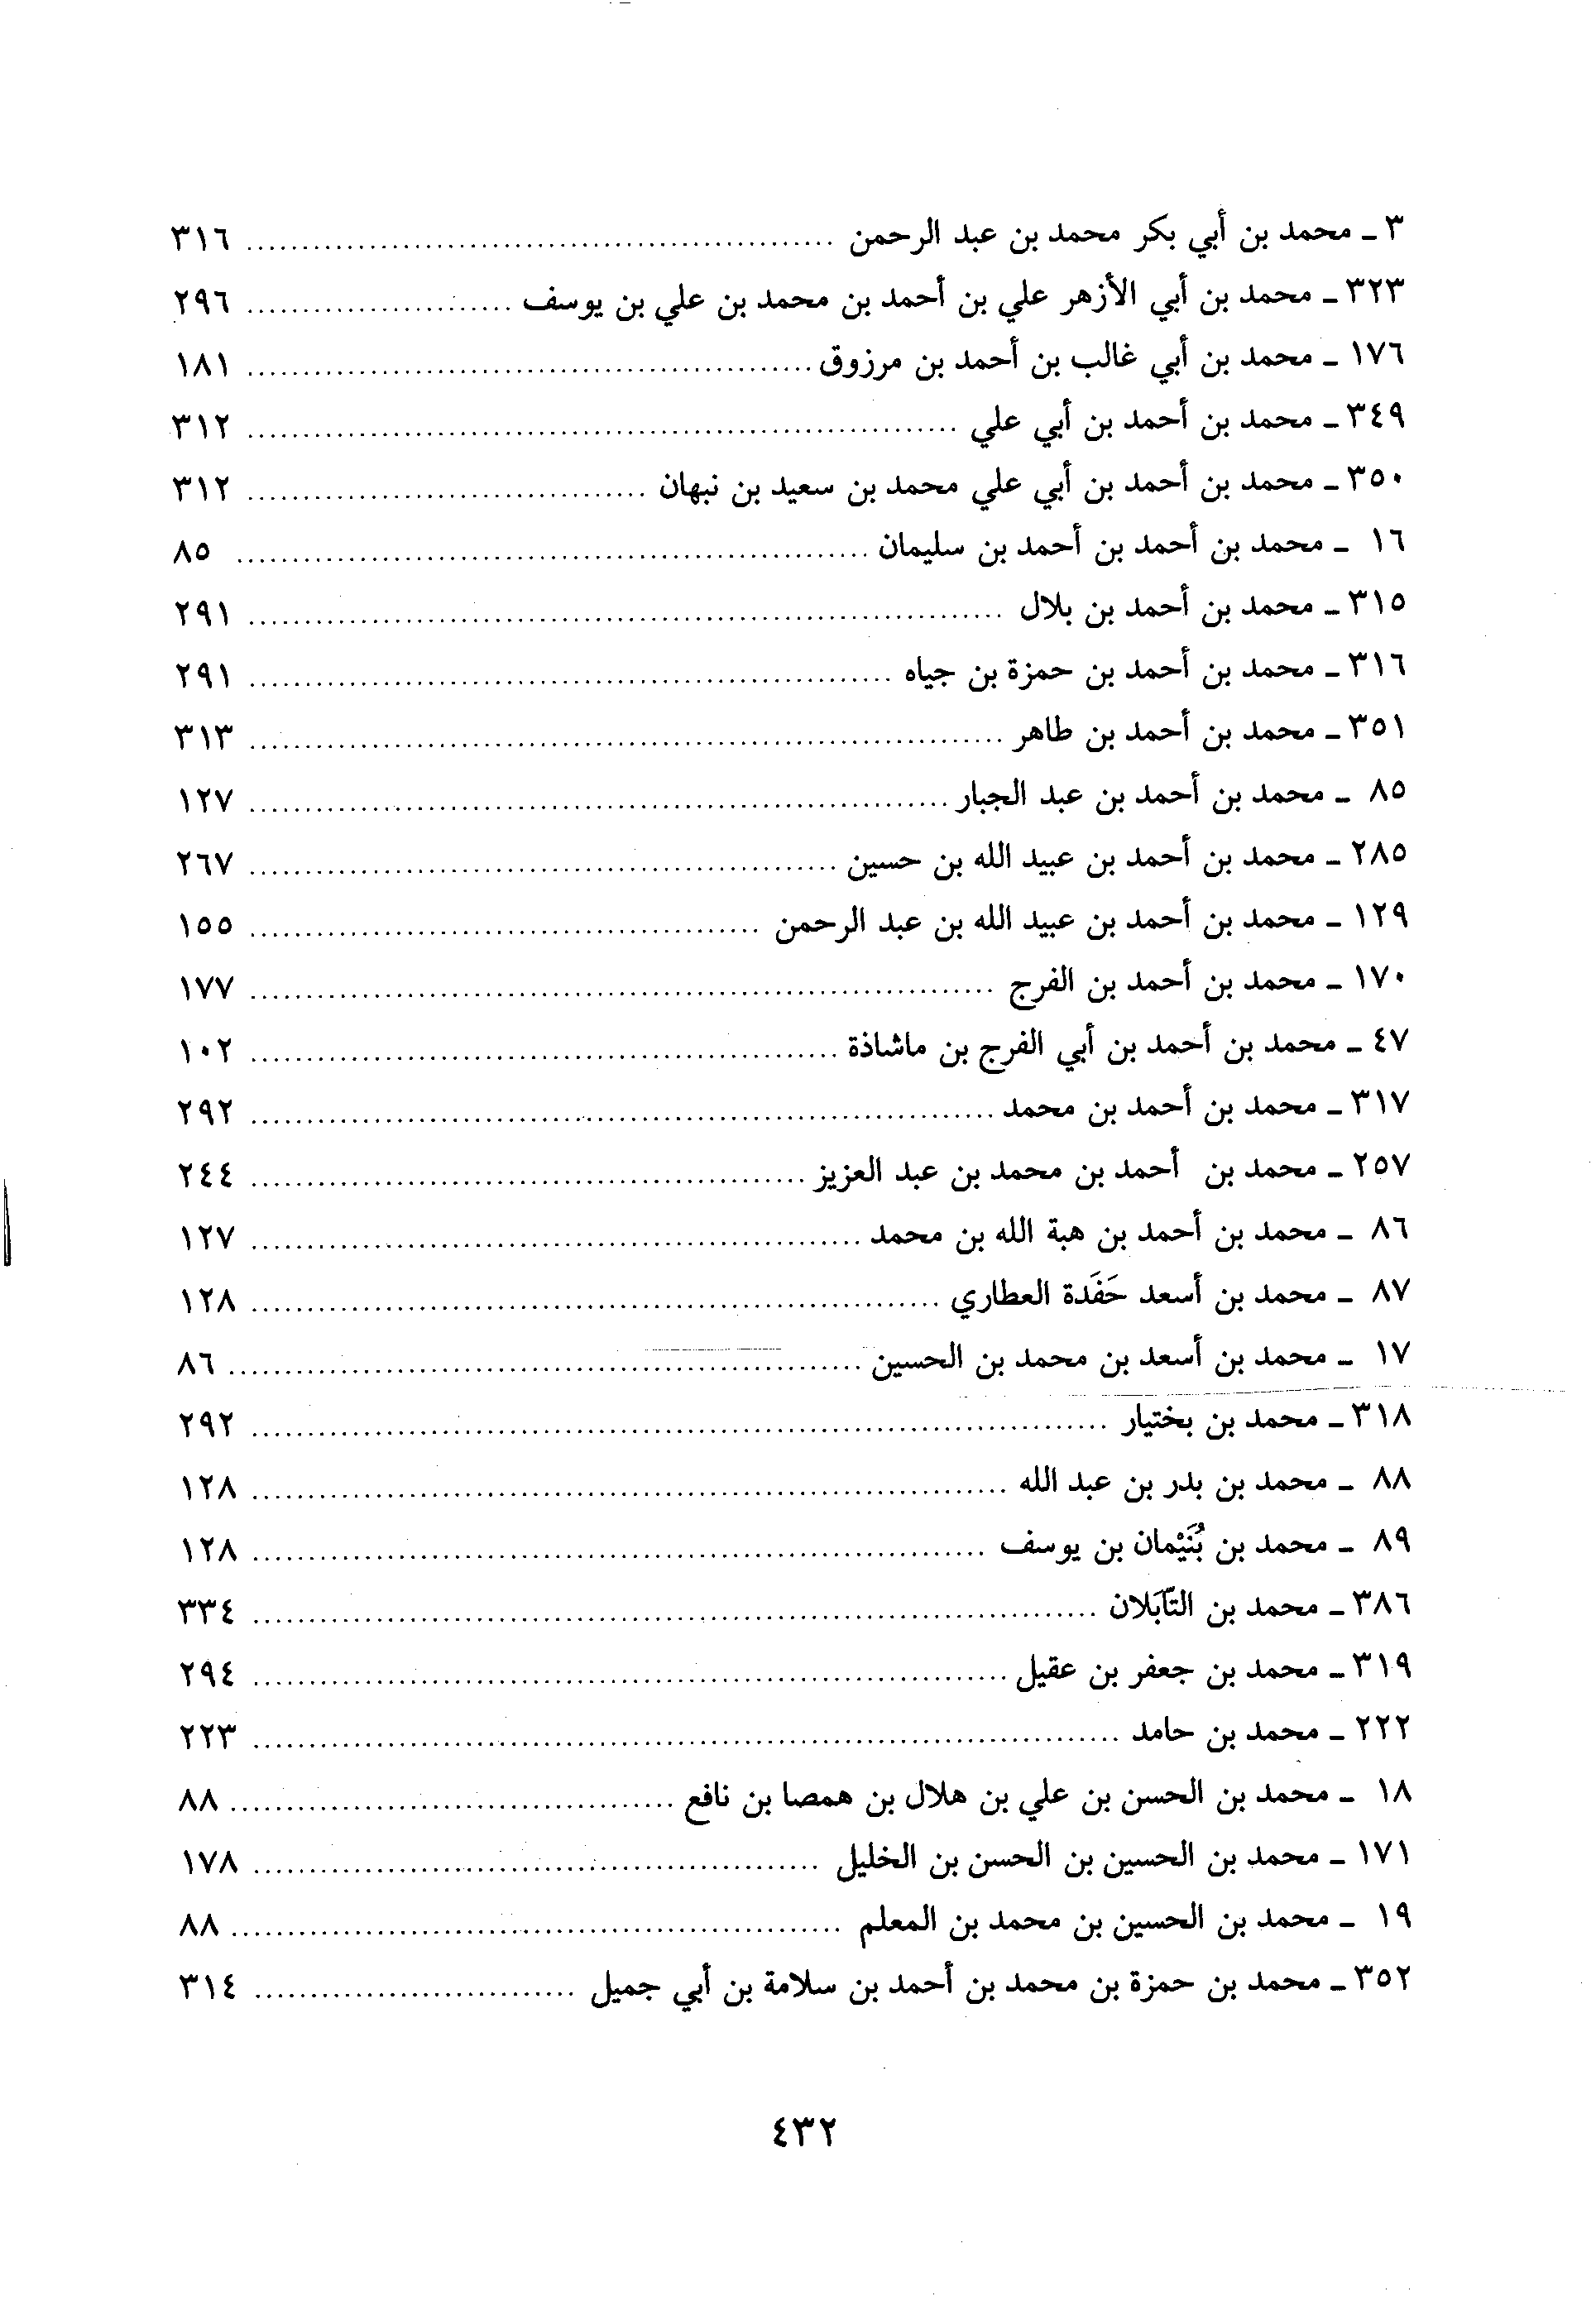 ٣ ـ محمد بن أبي بكر محمد بن عبد الرحمن ........ ٣١٦
٣٢٣ ـ محمد بن أبي الأزهر علي بن أحمد بن محمد بن علي بن يوسف ........ ٢٩٦
١٧٦ ـ محمد بن أبي غالب بن أحمد بن مرزوق ........ ١٨١
٣٤٩ ـ محمد بن أحمد بن أبي علي ........ ٣١٢
٣٥٠ ـ محمد بن أحمد بن أبي علي محمد بن سعيد بن نبهان ........ ٣١٢
١٦ ـ محمد بن أحمد بن أحمد بن سليمان ........ ٨٥
٣١٥ ـ محمد بن أحمد بن بلال ........ ٢٩١
٣١٦ ـ محمد بن أحمد بن حمزة بن جياه ........ ٢٩١
٣٥١ ـ محمد بن أحمد بن طاهر ........ ٣١٣
٨٥ ـ محمد بن أحمد بن عبد الجبار ........ ١٢٧
٢٨٥ ـ محمد بن أحمد بن عبيد الله بن حسين ........ ٢٦٧
١٢٩ ـ محمد بن أحمد بن عبيد الله بن عبد الرحمن ........ ١٥٥
١٧٠ ـ محمد بن أحمد بن الفرج ........ ١٧٧
٤٧ ـ محمد بن أحمد بن أبي الفرج بن ماشاذة ........ ١٠٢
٣١٧ ـ محمد بن أحمد بن محمد ........ ٢٩٢
٢٥٧ ـ محمد بن أحمد بن محمد بن عبد العزيز ........ ٢٤٤
٨٦ ـ محمد بن أحمد بن هبة الله بن محمد ........ ١٢٧
٨٧ ـ محمد بن أسعد حَفَدة العطاري ........ ١٢٨
١٧ ـ محمد بن أسعد بن محمد بن الحسين ........ ٨٦
٣١٨ ـ محمد بن بختيار ........ ٢٩٢
٨٨ ـ محمد بن بدر بن عبد الله ........ ١٢٨
٨٩ ـ محمد بن بُنَيْمان بن يوسف ........ ١٢٨
٣٨٦ ـ محمد بن التّآبَلان ........ ٣٣٤
٣١٩ ـ محمد بن جعفر بن عقيل ........ ٢٩٤
٢٢٢ ـ محمد بن حامد ........ ٢٢٣
١٨ ـ محمد بن الحسن بن علي بن هلال بن همصا بن نافع ........ ٨٨
١٧١ ـ محمد بن الحسين بن الحسن بن الخليل ........ ١٧٨
١٩ ـ محمد بن الحسين بن محمد بن المعلم ........ ٨٨
٣٥٢ ـ محمد بن حمزة بن محمد بن أحمد بن سلامة بن أبي جميل ........ ٣١٤
٤٣٢